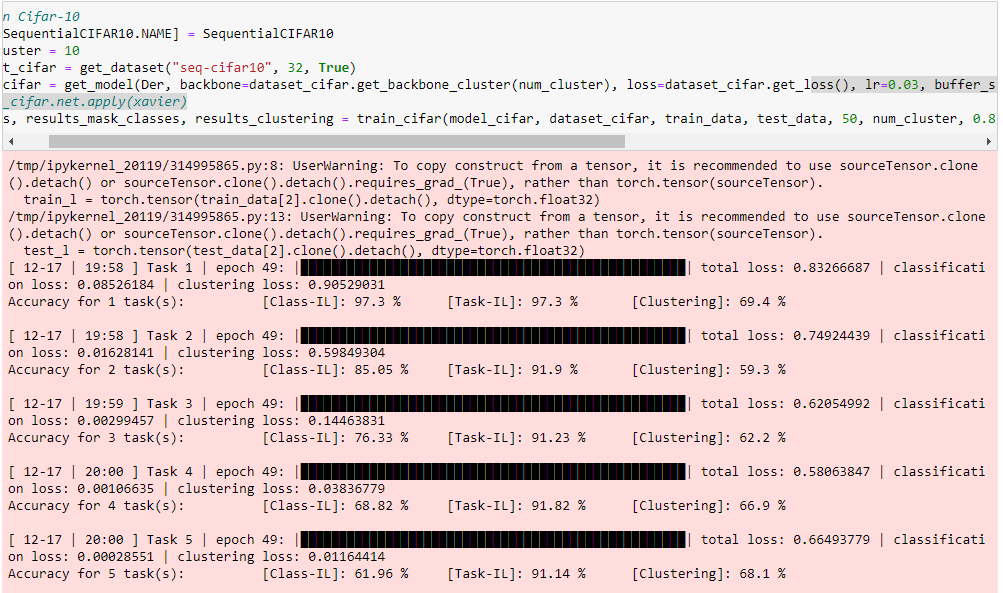 n Cifar-10
SequentialCIFAR10.NAME] = SequentialCIFAR10
uster = 10
t_cifar = get_dataset("seq-cifar10", 32, True)
cifar = get_model(Der, backbone=dataset_cifar.get_backbone_cluster(num_cluster), loss=dataset_cifar.get_loss(), lr=0.03, buffer_s
_cifar.net.apply(xavier)
s, results_mask_classes, results_clustering = train_cifar(model_cifar, dataset_cifar, train_data, test_data, 50, num_cluster, 0.8
/tmp/ipykernel_20119/314995865.py:8: UserWarning: To copy construct from a tensor, it is recommended to use sourceTensor.clone
().detach() or sourceTensor.clone().detach().requires_grad_(True), rather than torch.tensor(sourceTensor).
train_l = torch.tensor(train_data[2].clone().detach(), dtype=torch.float32)
/tmp/ipykernel_20119/314995865.py:13: UserWarning: To copy construct from a tensor, it is recommended to use sourceTensor.clone
().detach() or sourceTensor.clone().detach().requires_grad_(True), rather than torch.tensor(sourceTensor).
test_l = torch.tensor(test_data[2].clone().detach(), dtype=torch.float32)
[ 12-17 | 19:58 ] Task 1 | epoch 49: | | total loss: 0.83266687 | classificati
on loss: 0.08526184 | clustering loss: 0.90529031
Accuracy for 1 task(s): [Class-IL]: 97.3 % [Task-IL]: 97.3 % [Clustering]: 69.4 %
[ 12-17 | 19:58 ] Task 2 | epoch 49: | | total loss: 0.74924439 | classificati
on loss: 0.01628141 | clustering loss: 0.59849304
Accuracy for 2 task(s): [Class-IL]: 85.05 % [Task-IL]: 91.9 % [Clustering]: 59.3 %
[ 12-17 | 19:59 ] Task 3 | epoch 49: | | total loss: 0.62054992 | classificati
on loss: 0.00299457 | clustering loss: 0.14463831
Accuracy for 3 task(s): [Class-IL]: 76.33 % [Task-IL]: 91.23 % [Clustering]: 62.2 %
[ 12-17 | 20:00 ] Task 4 | epoch 49: | | total loss: 0.58063847 | classificati
on loss: 0.00106635 | clustering loss: 0.03836779
Accuracy for 4 task(s): [Class-IL]: 68.82 % [Task-IL]: 91.82 % [Clustering]: 66.9 %
[ 12-17 | 20:00 ] Task 5 | epoch 49: | | total loss: 0.66493779 | classificati
on loss: 0.00028551 | clustering loss: 0.01164414
Accuracy for 5 task(s): [Class-IL]: 61.96 % [Task-IL]: 91.14 % [Clustering]: 68.1 %